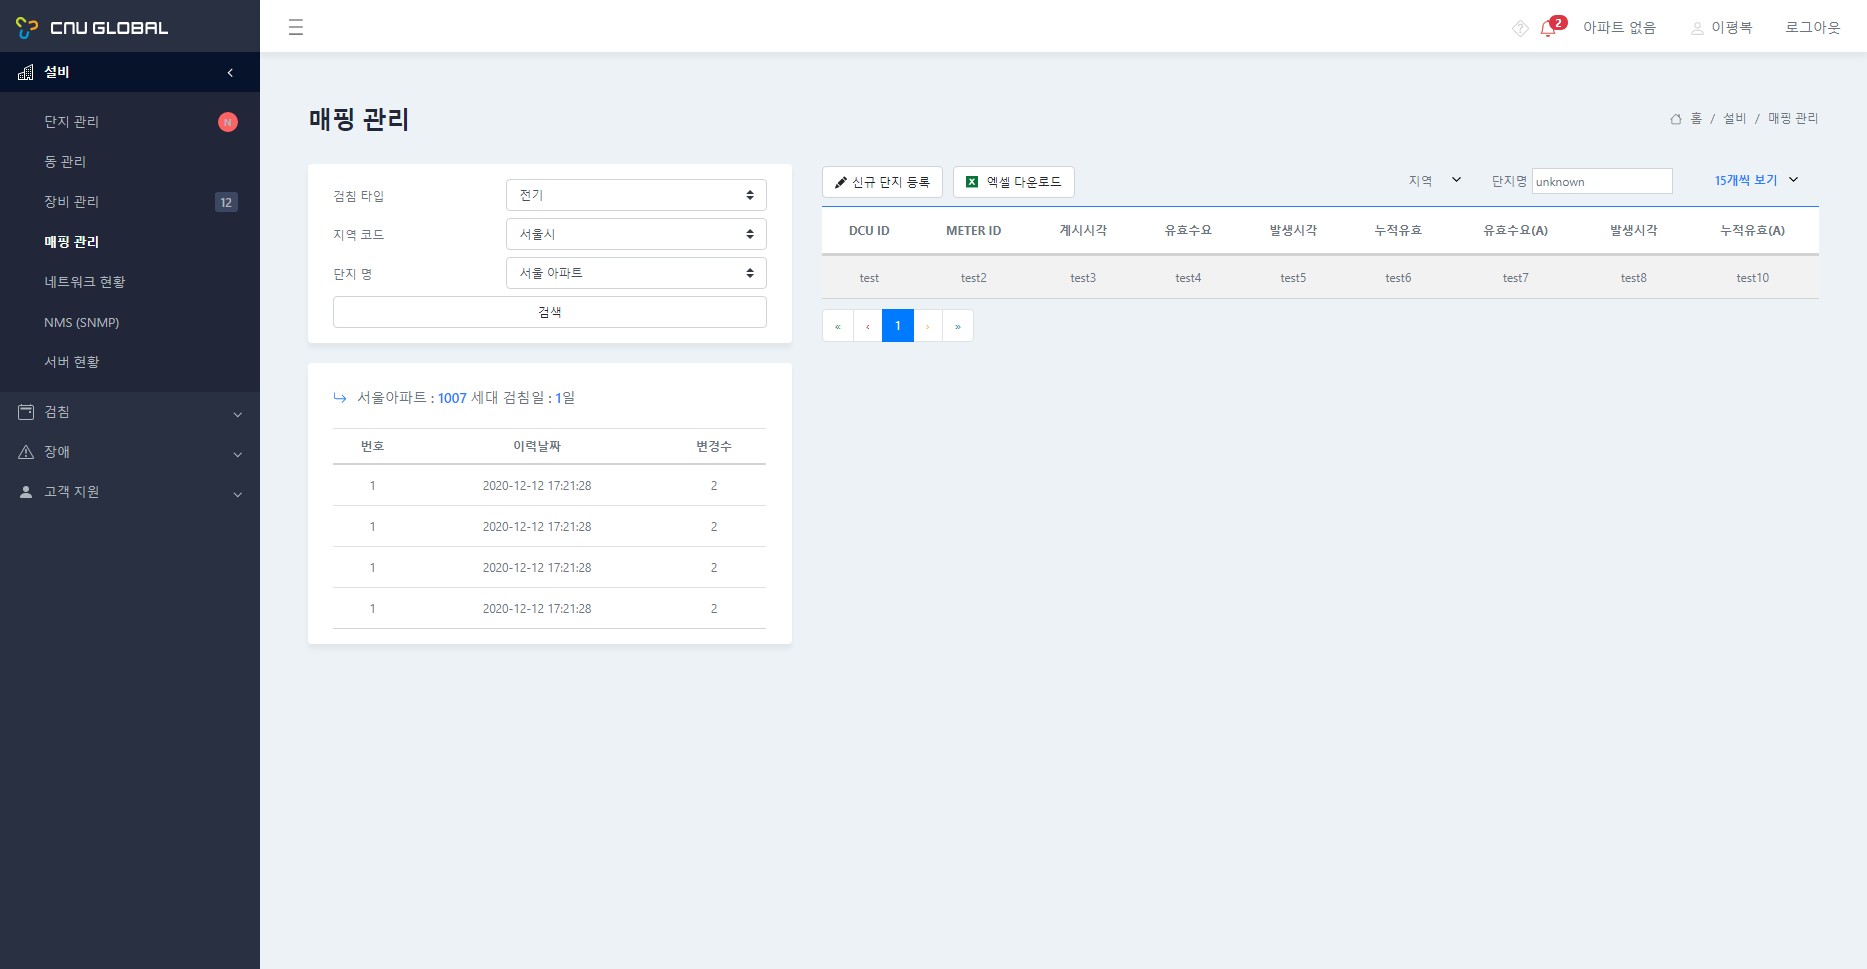 CNU GLOBAL
2
아파트 없음
이평복
로그아웃
설비
단지 관리
N
동 관리
장비 관리
12
매핑 관리
네트워크 현황
NMS (SNMP)
서버 현황
검침
장애
고객 지원
매핑 관리
홈 / 설비 / 매핑 관리
검침 타입
전기
지역 코드
서울시
단지 명
서울 아파트
검색
서울아파트 : 1007 세대 검침일 : 1일
번호 이력날짜 변경수
1 2020-12-12 17:21:28 2
1 2020-12-12 17:21:28 2
1 2020-12-12 17:21:28 2
1 2020-12-12 17:21:28 2
신규 단지 등록
엑셀 다운로드
지역
단지명 unknown
15개씩 보기
DCU ID METER ID 계시시각 유효수요 발생시각 누적유효 유효수요(A) 발생시각 누적유효(A)
test test2 test3 test4 test5 test6 test7 test8 test10
« ‹ 1 › »